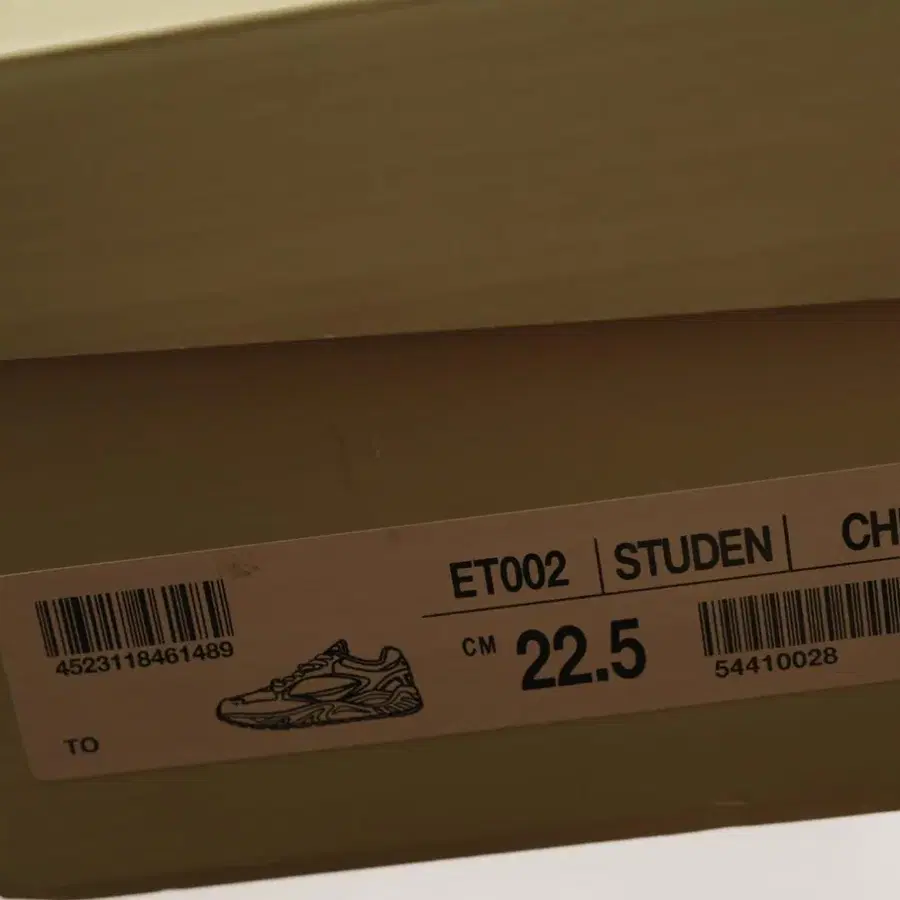 ET002 STUDEN CH
CM 22.5
4523118461489
54410028
TO